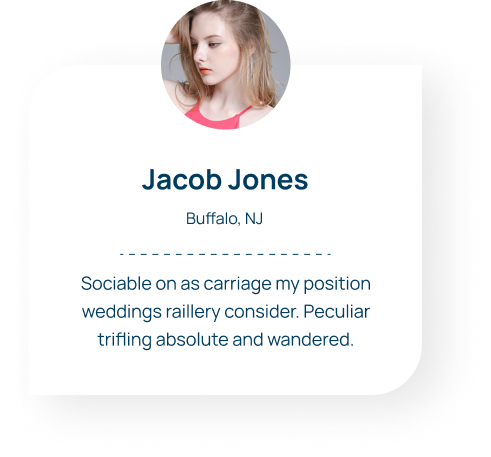 Jacob Jones
Buffalo, NJ
Sociable on as carriage my position
weddings raillery consider. Peculiar
trifling absolute and wandered.